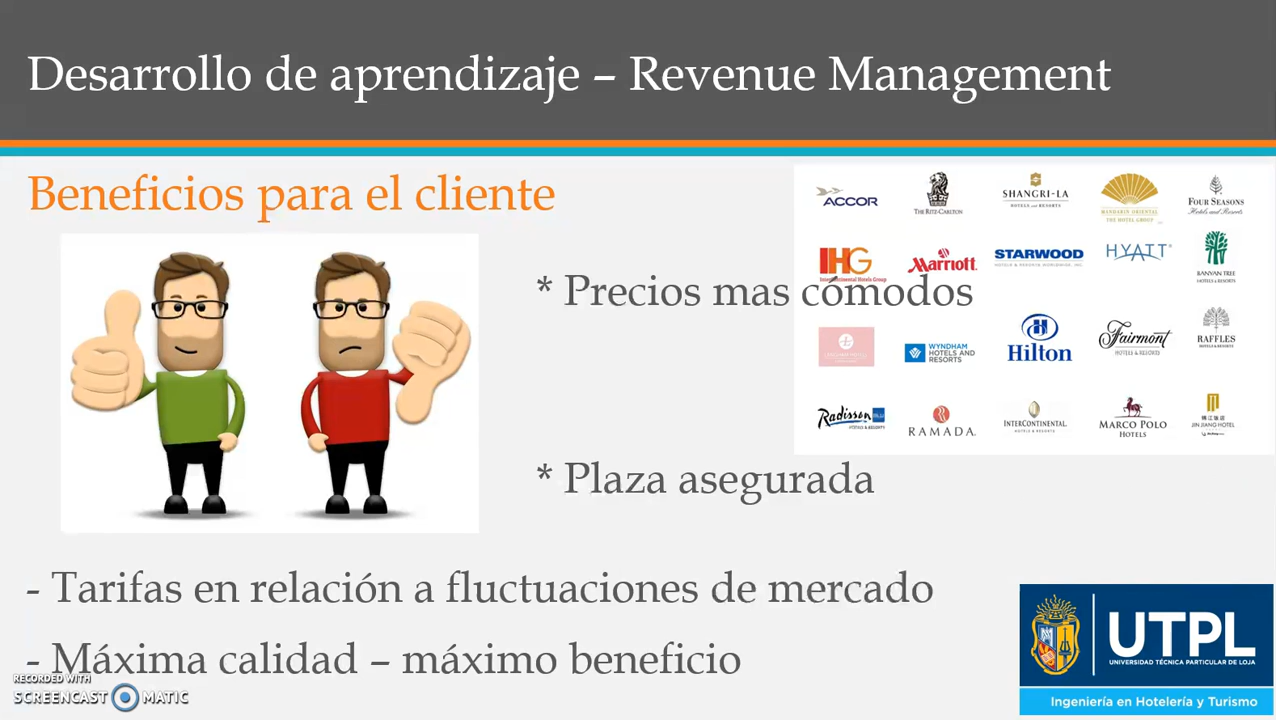 Desarrollo de aprendizaje – Revenue Management
Beneficios para el cliente
ACCOR
THE RITZ-CARLTON
SHANGRI-LA
HOTELS and RESORTS
MANDARIN ORIENTAL
THE HOTEL GROUP
FOUR SEASONS
Hotels and Resorts
IHG
InterContinental Hotels Group
Marriott
STARWOOD
HOTELS & RESORTS WORLDWIDE, INC.
HYATT
BANYAN TREE
HOTELS & RESORTS
* Precios mas cómodos
WYNDHAM
HOTELS AND
RESORTS
Hilton
Fairmont
HOTELS & RESORTS
RAFFLES
HOTELS & RESORTS
Radisson BLU
HOTELS & RESORTS
RAMADA
INTERCONTINENTAL
HOTELS & RESORTS
MARCO POLO
HOTELS
JIN JIANG HOTEL
* Plaza asegurada
- Tarifas en relación a fluctuaciones de mercado
- Máxima calidad – máximo beneficio
UTPL
UNIVERSIDAD TÉCNICA PARTICULAR DE LOJA
Ingeniería en Hotelería y Turismo
RECORDED WITH
SCREENCAST MATIC